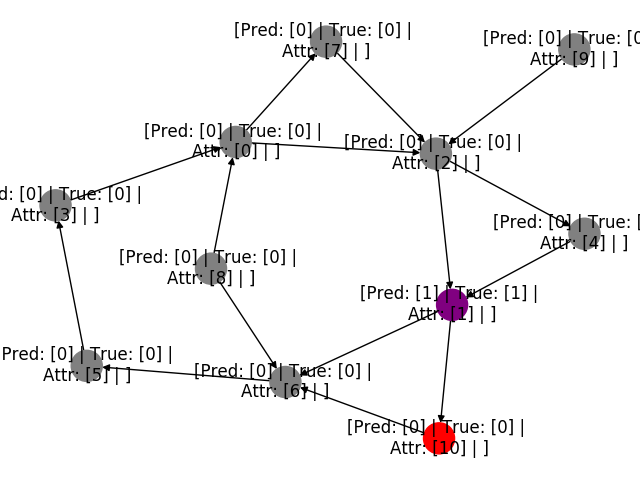 [Pred: [0] | True: [0] |
Attr: [7] | ]
[Pred: [0] | True: [0
Attr: [9] | ]
[Pred: [0] | True: [0] |
Attr: [0] | ]
[Pred: [0] | True: [0] |
Attr: [2] | ]
d: [0] | True: [0] |
Attr: [3] | ]
[Pred: [0] | True: [
Attr: [4] | ]
[Pred: [0] | True: [0] |
Attr: [8] | ]
[Pred: [1] | True: [1] |
Attr: [1] | ]
Pred: [0] | True: [0] |
Attr: [5] | ]
[Pred: [0] | True: [0] |
Attr: [6] | ]
[Pred: [0] | True: [0] |
Attr: [10] | ]